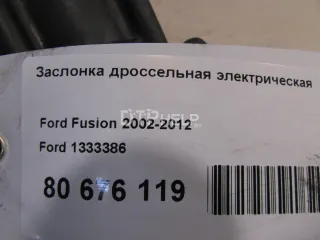 Заслонка дроссельная электрическая
Ford Fusion 2002-2012
Ford 1333386
80 676 119